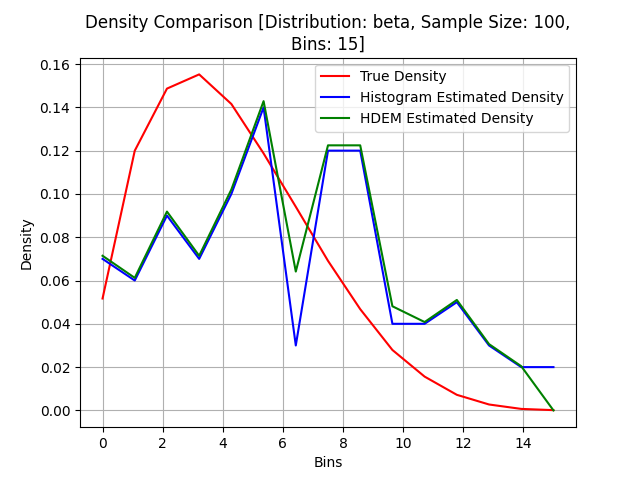 Density Comparison [Distribution: beta, Sample Size: 100,
Bins: 15]
True Density
Histogram Estimated Density
HDEM Estimated Density
Density
0.16
0.14
0.12
0.10
0.08
0.06
0.04
0.02
0.00
0 2 4 6 8 10 12 14
Bins